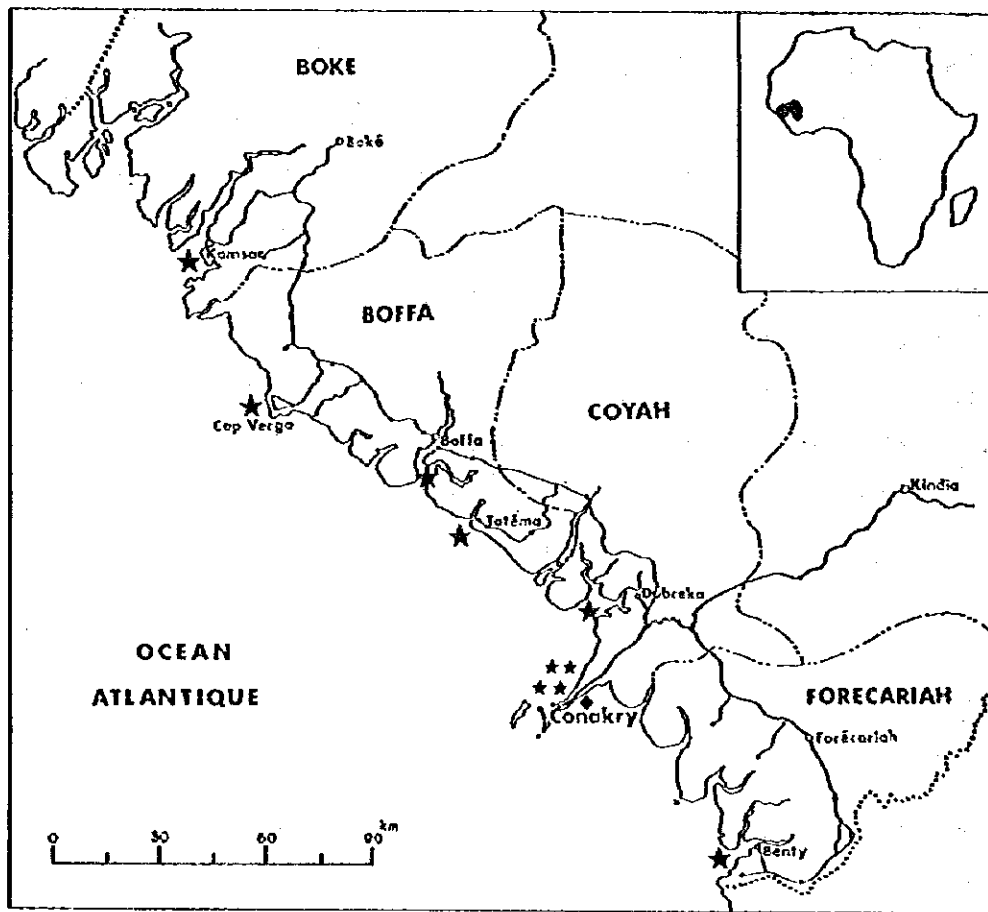 BOKE
Boké
Kamsar
BOFFA
COYAH
Cap Verga
Boffa
Kindia
Tatéma
Dubreka
OCEAN
ATLANTIQUE
FORECARIAH
Conakry
Forécariah
km
0 60 90
Benty